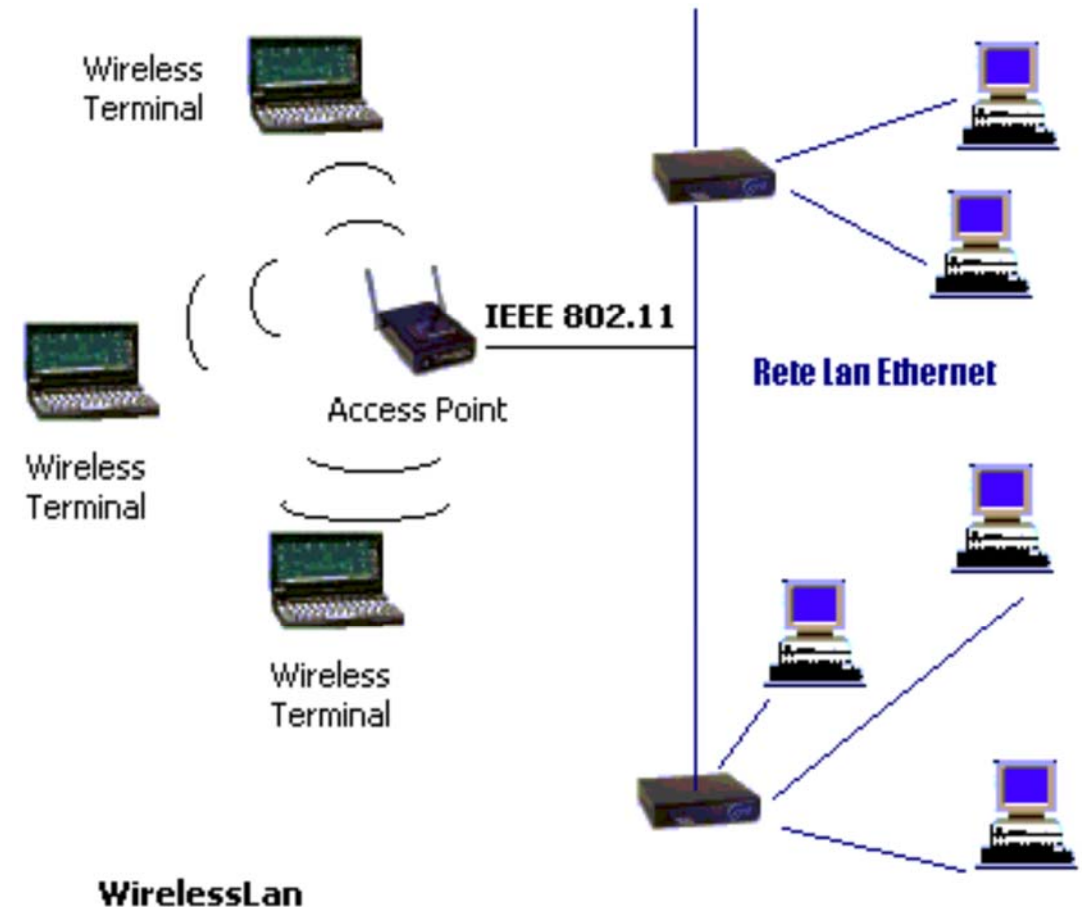 Wireless
Terminal
IEEE 802.11
Rete Lan Ethernet
Access Point
Wireless
Terminal
Wireless
Terminal
WirelessLan